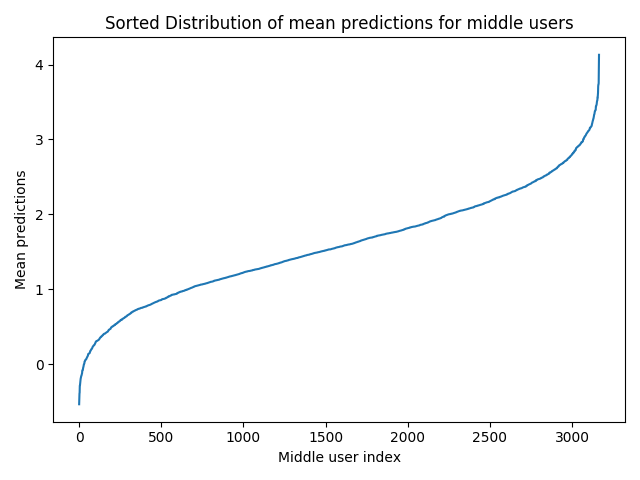 Sorted Distribution of mean predictions for middle users
4
3
2
1
0
Mean predictions
0 500 1000 1500 2000 2500 3000
Middle user index